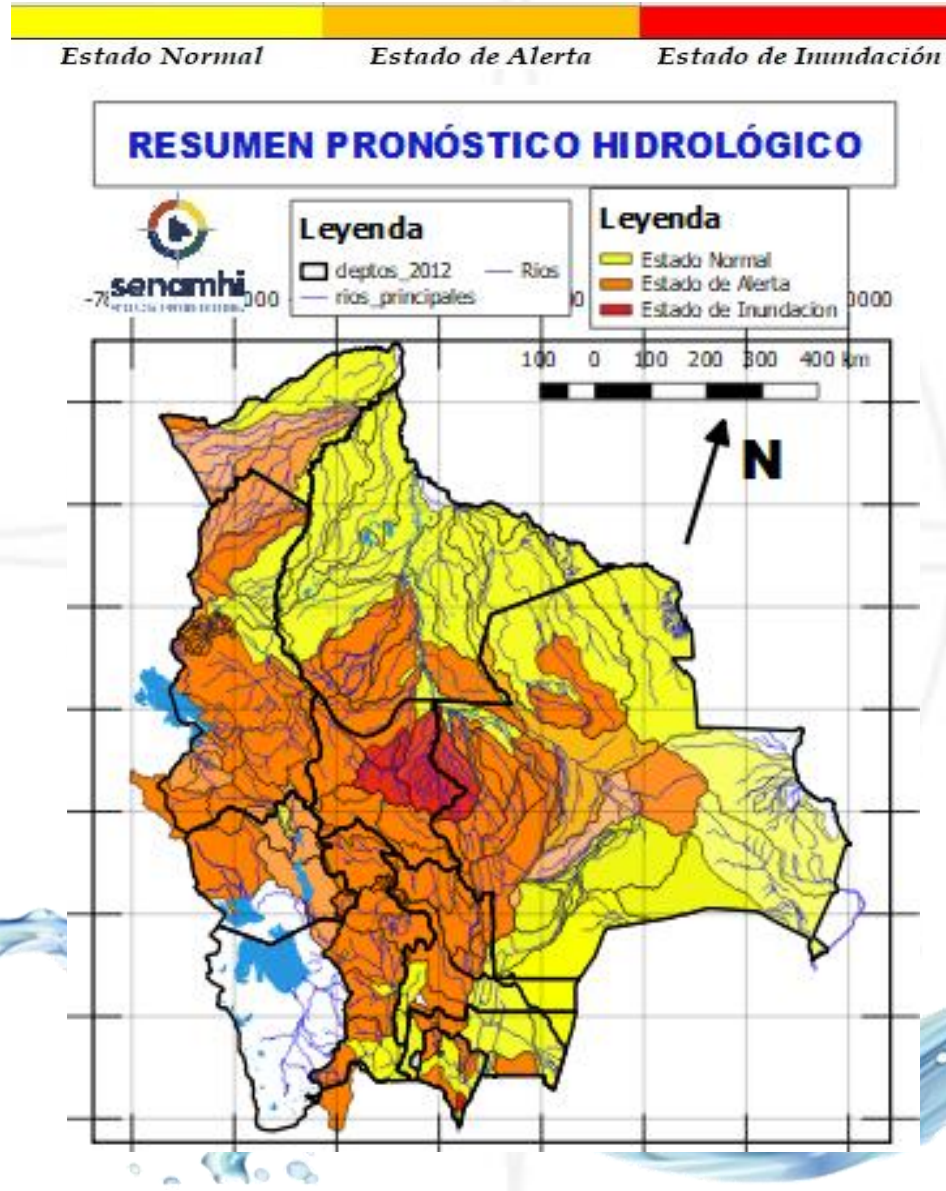 Estado Normal Estado de Alerta Estado de Inundación
RESUMEN PRONÓSTICO HIDROLÓGICO
senamhi
Leyenda
deptos_2012 Rios
rios_principales
Leyenda
Estado Normal
Estado de Alerta
Estado de Inundacion
100 0 100 200 300 400 km
N